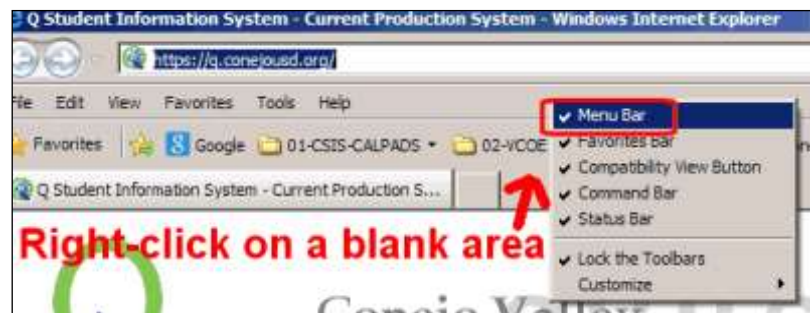 Q Student Information System - Current Production System - Windows Internet Explorer
https://q.conejousd.org/
File Edit View Favorites Tools Help
Favorites Google 01-CSIS-CALPADS 02-VCOE
Q Student Information System - Current Production S...
Menu Bar
Favorites Bar
Compatibility View Button
Command Bar
Status Bar
Lock the Toolbars
Customize
Right-click on a blank area
Conejo Valley